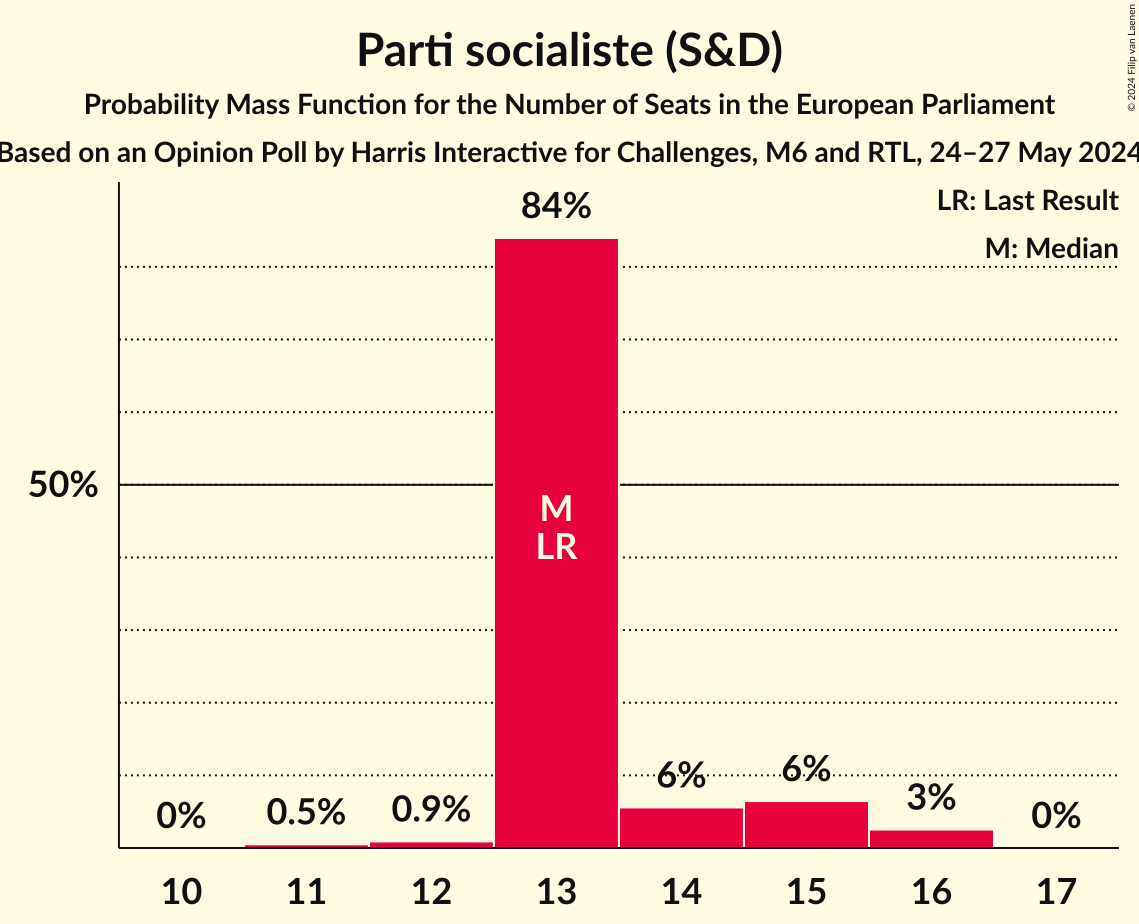 Parti socialiste (S&D)
Probability Mass Function for the Number of Seats in the European Parliament
Based on an Opinion Poll by Harris Interactive for Challenges, M6 and RTL, 24–27 May 2024
© 2024 Filip van Laenen
LR: Last Result
M: Median
84%
50%
M
LR
0%
0.5%
0.9%
6%
6%
3%
0%
10
11
12
13
14
15
16
17